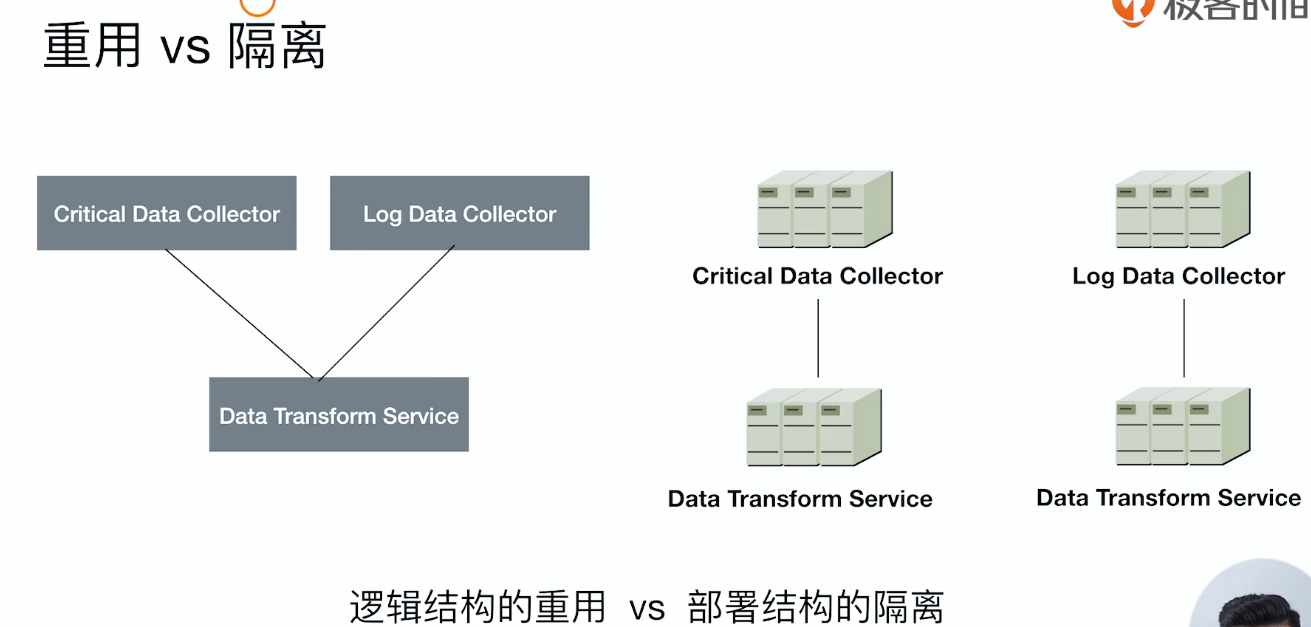 极客时间
重用 vs 隔离
Critical Data Collector
Log Data Collector
Data Transform Service
Critical Data Collector
Log Data Collector
Data Transform Service
Data Transform Service
逻辑结构的重用 vs 部署结构的隔离